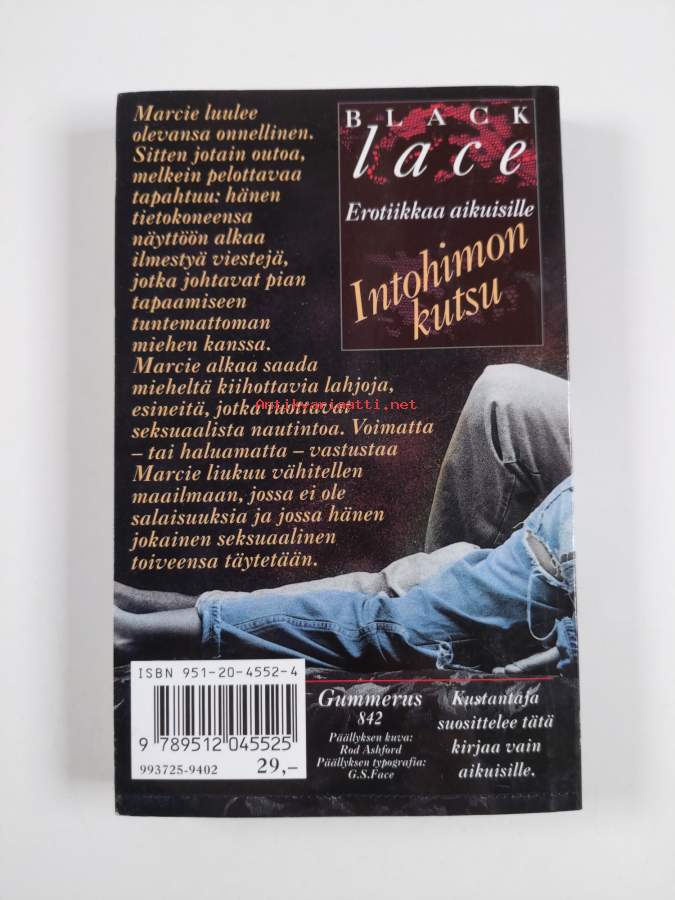 Marcie luulee
olevansa onnellinen.
Sitten jotain outoa,
melkein pelottavaa
tapahtuu: hänen
tietokoneensa
näyttöön alkaa
ilmestyä viestejä,
jotka johtavat pian
tapaamiseen
tuntemattoman
miehen kanssa.
Marcie alkaa saada
mieheltä kiihottavia lahjoja,
esineitä, jotka tuottavat
seksuaalista nautintoa. Voimatta
– tai haluamatta – vastustaa
Marcie liukuu vähitellen
maailmaan, jossa ei ole
salaisuuksia ja jossa hänen
jokainen seksuaalinen
toiveensa täytetään.
BLACK
lace
Erotiikkaa aikuisille
Intohimon
kutsu
Antikvariaatti.net
ISBN 951-20-4552-4
9 789512 045525
993725-9402 29,–
Gummerus
842
Päällyksen kuva:
Rod Ashford
Päällyksen typografia:
G.S.Face
Kustantaja
suosittelee tätä
kirjaa vain
aikuisille.